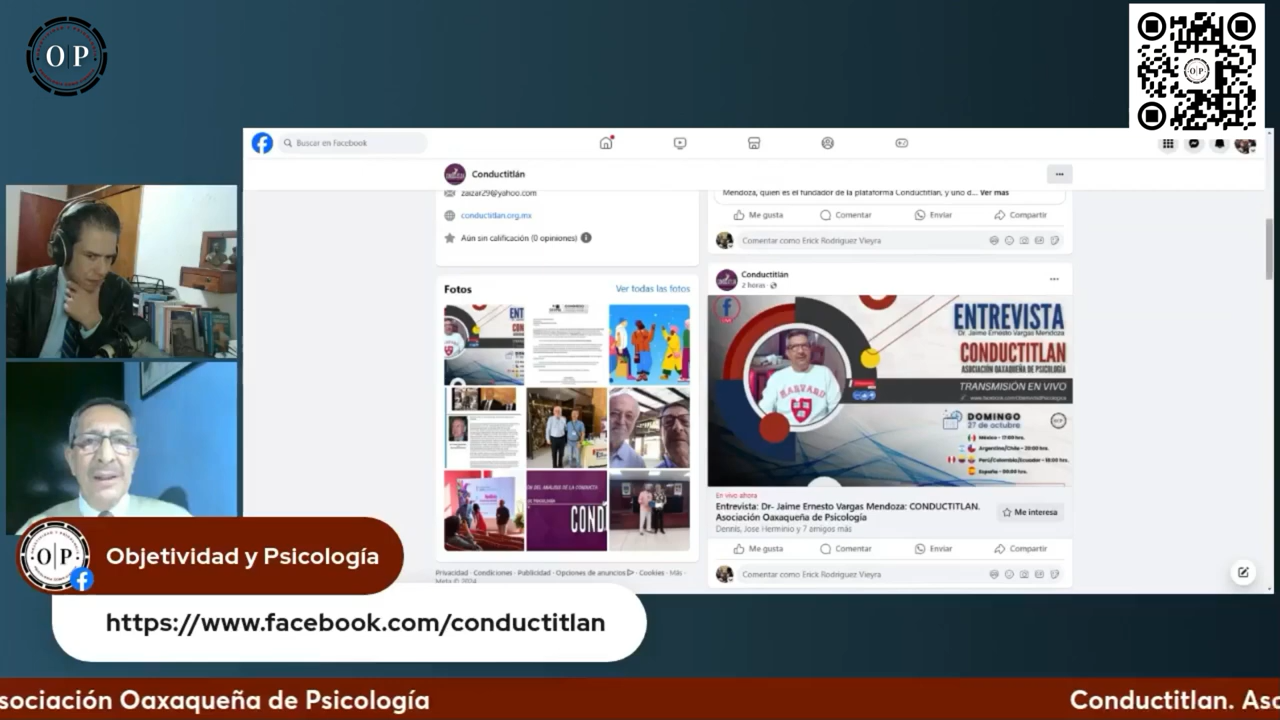 O|P
Buscar en Facebook
Conductitlán
zaizar29@yahoo.com
conductitlan.org.mx
Aún sin calificación (0 opiniones)
Fotos
Ver todas las fotos
Privacidad · Condiciones · Publicidad · Opciones de anuncios · Cookies · Más ·
Meta © 2024
Mendoza, quien es el fundador de la plataforma Conductitlan, y uno d... Ver más
Me gusta Comentar Enviar Compartir
Comentar como Erick Rodriguez Vieyra
Conductitlán
2 horas
ENTREVISTA
Dr. Jaime Ernesto Vargas Mendoza
CONDUCTITLAN
ASOCIACIÓN OAXAQUEÑA DE PSICOLOGÍA
TRANSMISIÓN EN VIVO
HARVARD
DOMINGO
27 de octubre
México - 17:00 hrs.
Argentina/Chile - 20:00 hrs.
Perú/Colombia/Ecuador - 18:00 hrs.
En vivo ahora
Entrevista: Dr- Jaime Ernesto Vargas Mendoza: CONDUCTITLAN.
Asociación Oaxaqueña de Psicología
Me interesa
Dennis, Jose Herminio y 7 amigos más
Me gusta Comentar Enviar Compartir
Comentar como Erick Rodriguez Vieyra
O|P
Objetividad y Psicología
https://www.facebook.com/conductitlan
sociación Oaxaqueña de Psicología
Conductitlan. Aso